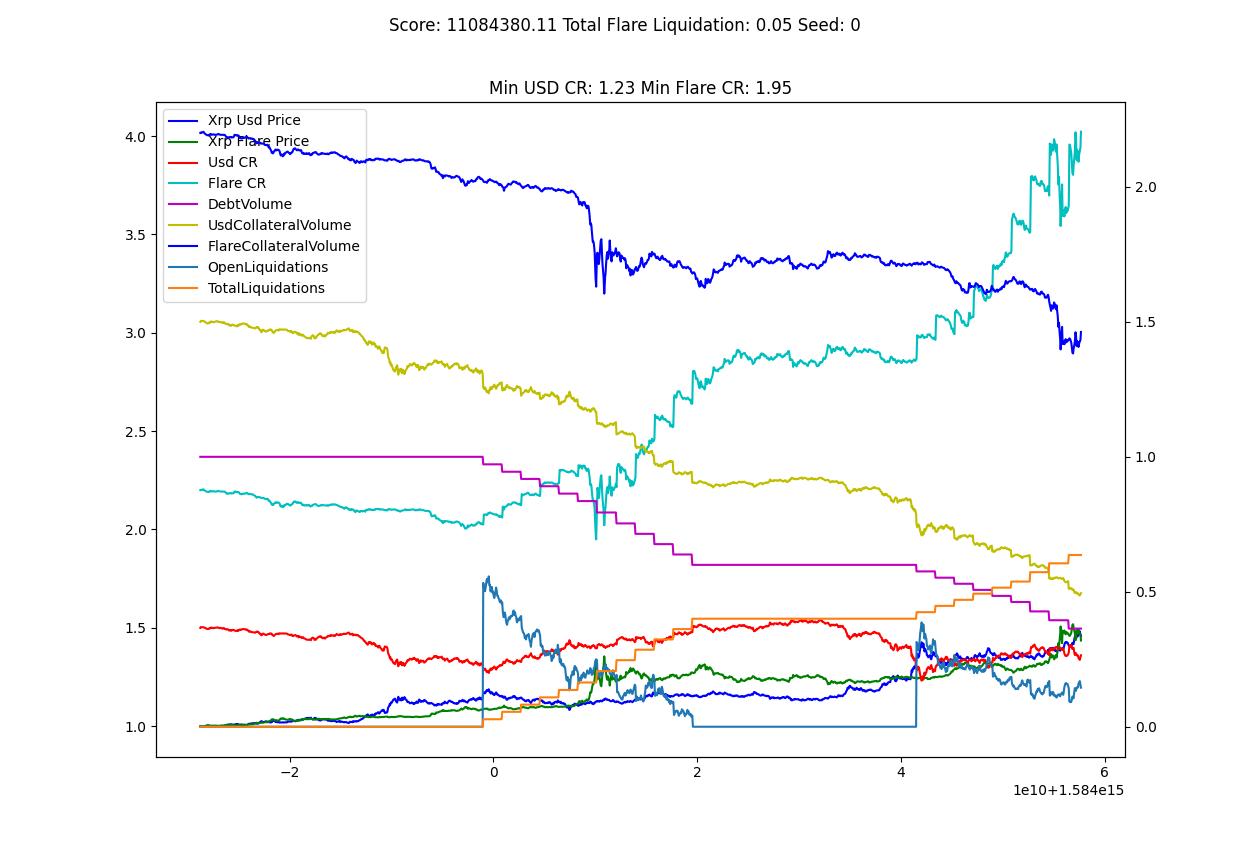 Score: 11084380.11 Total Flare Liquidation: 0.05 Seed: 0
Min USD CR: 1.23 Min Flare CR: 1.95
Xrp Usd Price
Xrp Flare Price
Usd CR
Flare CR
DebtVolume
UsdCollateralVolume
FlareCollateralVolume
OpenLiquidations
TotalLiquidations
4.0
3.5
3.0
2.5
2.0
1.5
1.0
2.0
1.5
1.0
0.5
0.0
−2
0
2
4
6
1e10+1.584e15